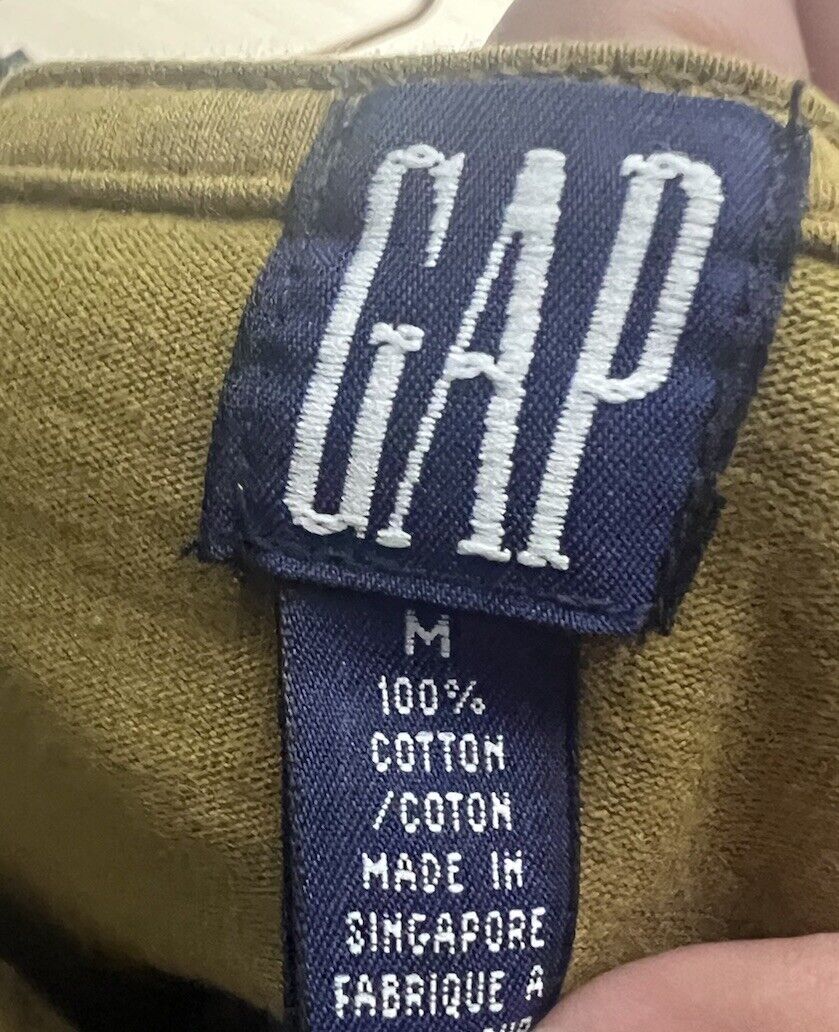 GAP
M
100%
COTTON
/COTON
MADE IN
SINGAPORE
FABRIQUE A